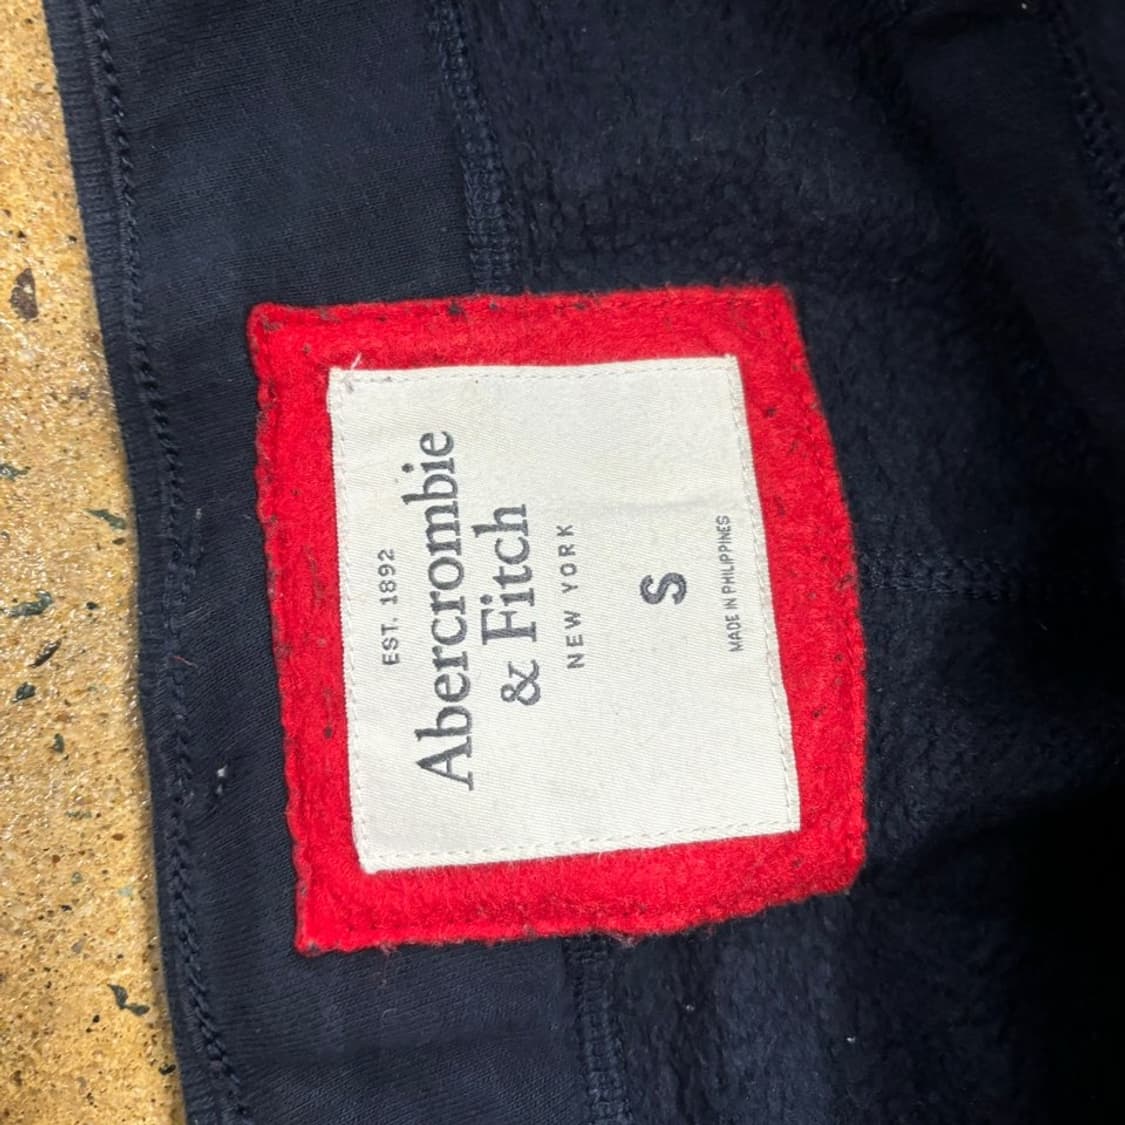 EST. 1892
Abercrombie
& Fitch
NEW YORK
S
MADE IN PHILIPPINES